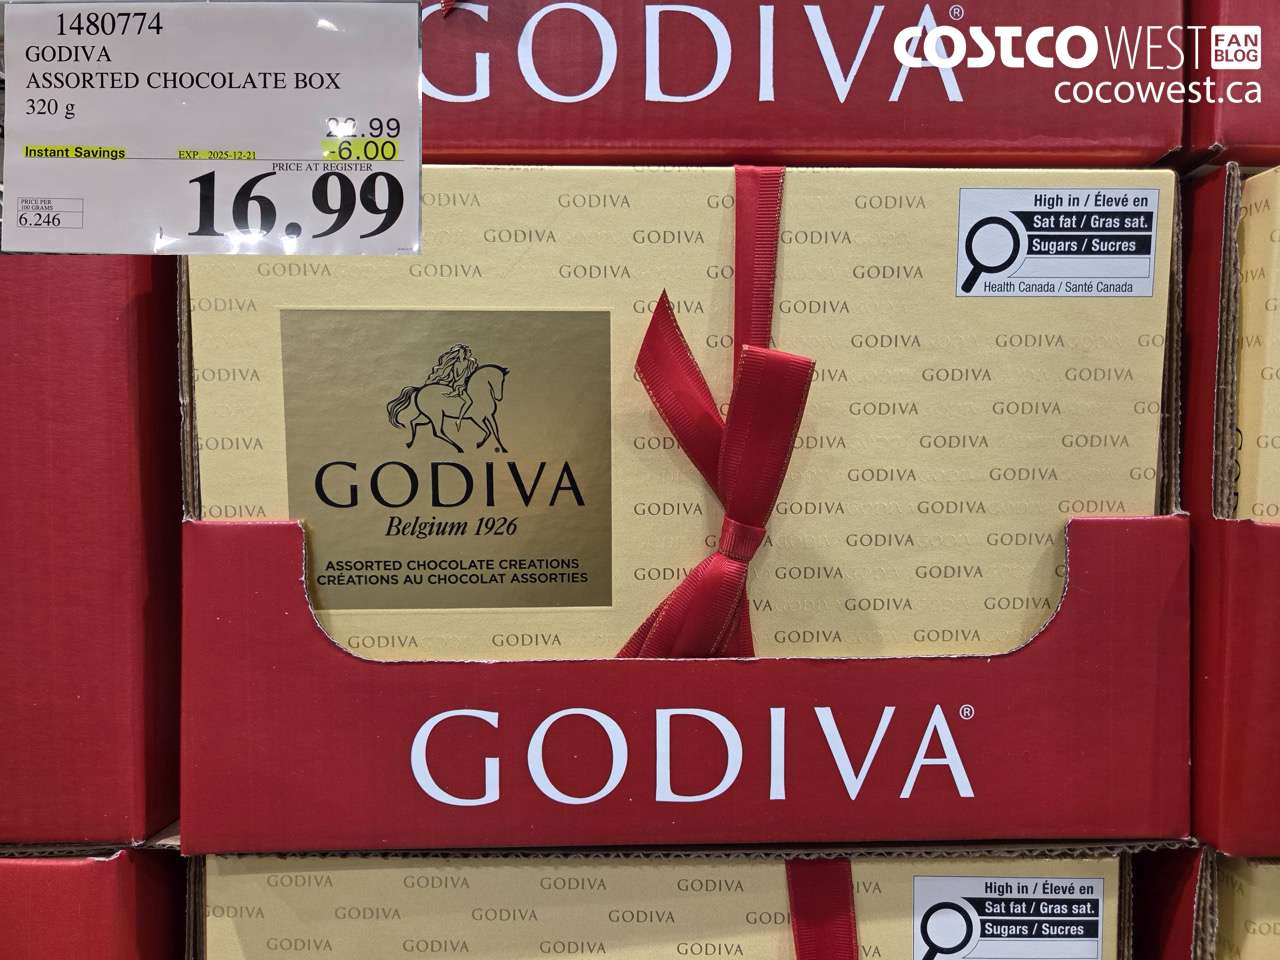 1480774
GODIVA
ASSORTED CHOCOLATE BOX
320 g
22.99
Instant Savings EXP. 2025-12-21 -6.00
PRICE AT REGISTER
16.99
PRICE PER
100 GRAMS
6.246
GODIVA®
COSTCO WEST FAN BLOG
cocowest.ca
High in / Élevé en
Sat fat / Gras sat.
Sugars / Sucres
Health Canada / Santé Canada
GODIVA
Belgium 1926
ASSORTED CHOCOLATE CREATIONS
CRÉATIONS AU CHOCOLAT ASSORTIES
GODIVA®
High in / Élevé en
Sat fat / Gras sat.
Sugars / Sucres